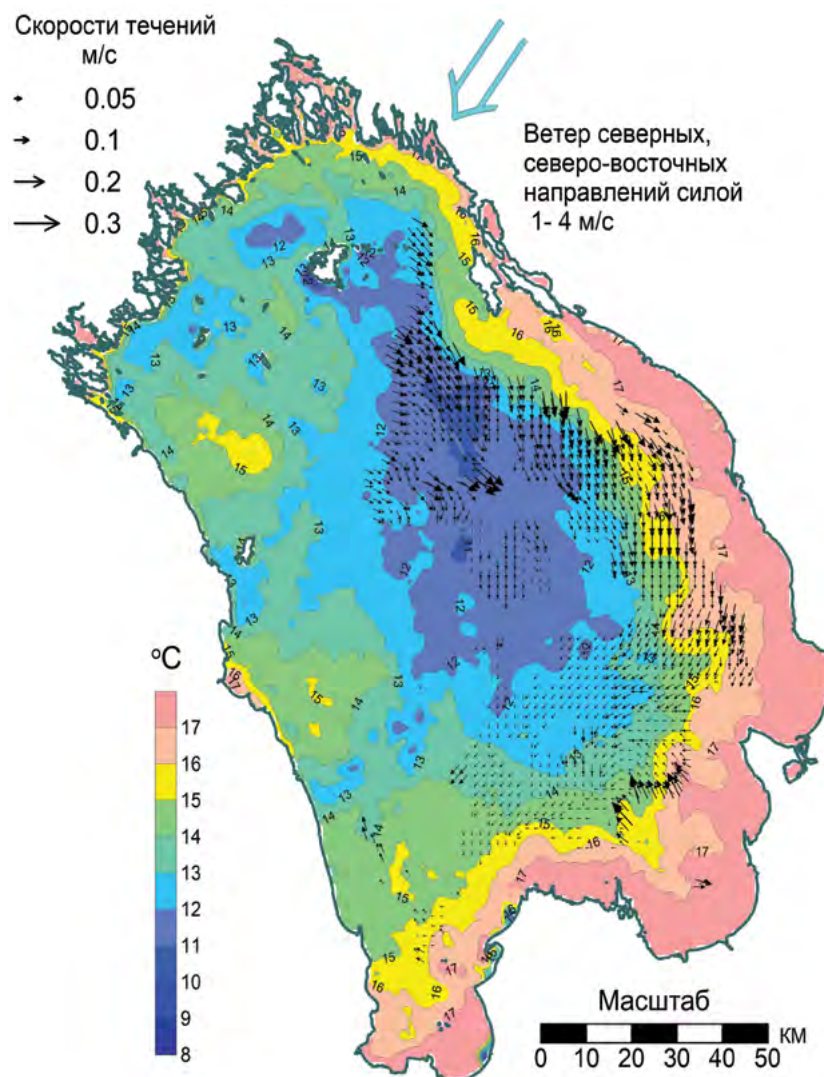 Скорости течений
м/с
0.05
0.1
0.2
0.3
Ветер северных,
северо-восточных
направлений силой
1- 4 м/с
°C
17
16
15
14
13
12
11
10
9
8
Масштаб
0 10 20 30 40 50 км